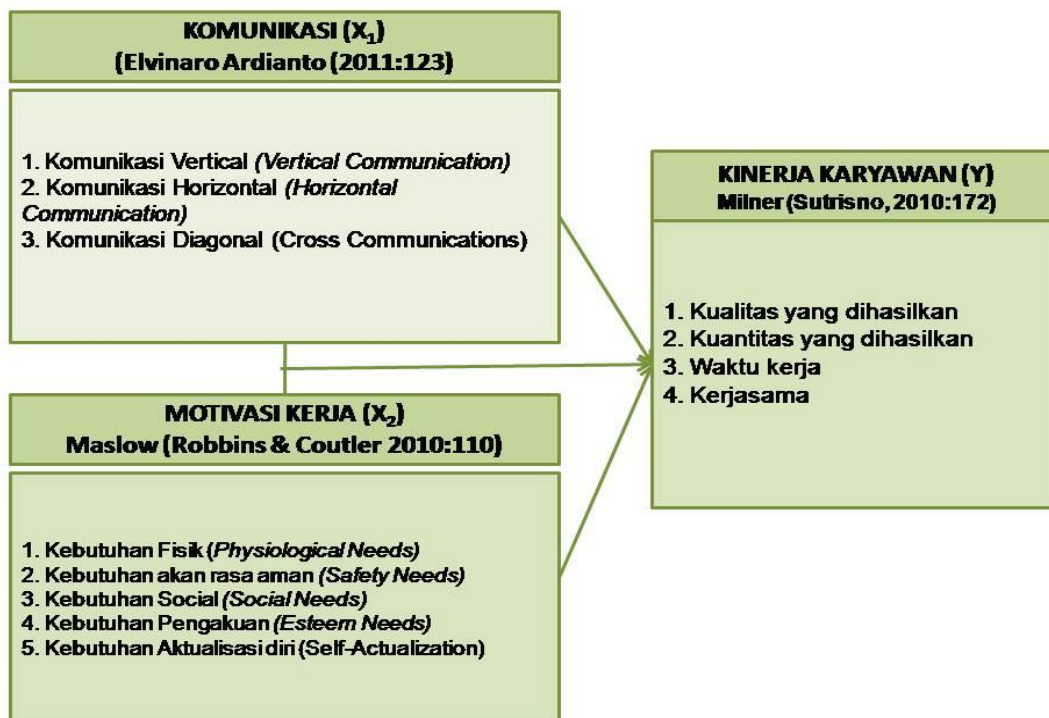 KOMUNIKASI (X₁)
(Elvinaro Ardianto (2011:123)
1. Komunikasi Vertical (Vertical Communication)
2. Komunikasi Horizontal (Horizontal
Communication)
3. Komunikasi Diagonal (Cross Communications)
KINERJA KARYAWAN (Y)
Milner (Sutrisno, 2010:172)
1. Kualitas yang dihasilkan
2. Kuantitas yang dihasilkan
3. Waktu kerja
4. Kerjasama
MOTIVASI KERJA (X₂)
Maslow (Robbins & Coutler 2010:110)
1. Kebutuhan Fisik (Physiological Needs)
2. Kebutuhan akan rasa aman (Safety Needs)
3. Kebutuhan Social (Social Needs)
4. Kebutuhan Pengakuan (Esteem Needs)
5. Kebutuhan Aktualisasi diri (Self-Actualization)